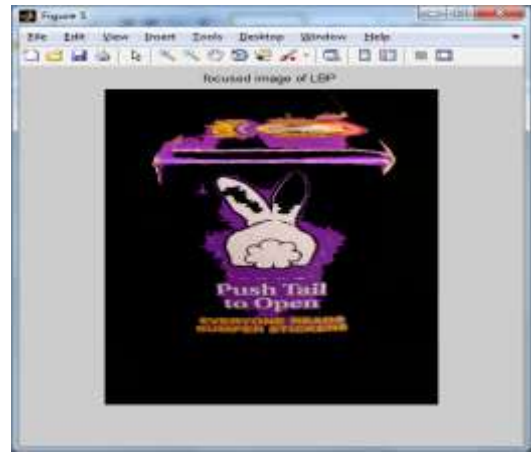 Figure 3
File Edit View Insert Tools Desktop Window Help
focused image of LBP
Push Tail
to Open
EVERYONE READS
BUMPER STICKERS